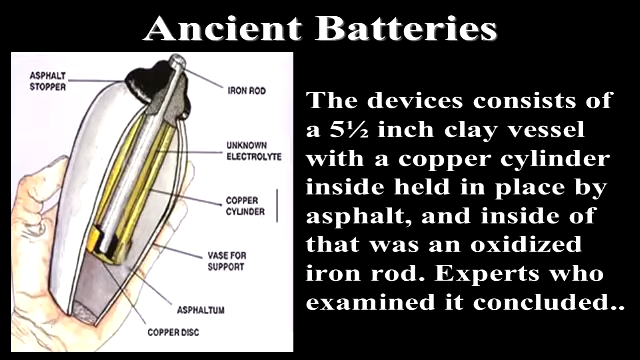 Ancient Batteries
ASPHALT
STOPPER
IRON ROD
UNKNOWN
ELECTROLYTE
COPPER
CYLINDER
VASE FOR
SUPPORT
ASPHALTUM
COPPER DISC
The devices consists of
a 5½ inch clay vessel
with a copper cylinder
inside held in place by
asphalt, and inside of
that was an oxidized
iron rod. Experts who
examined it concluded..